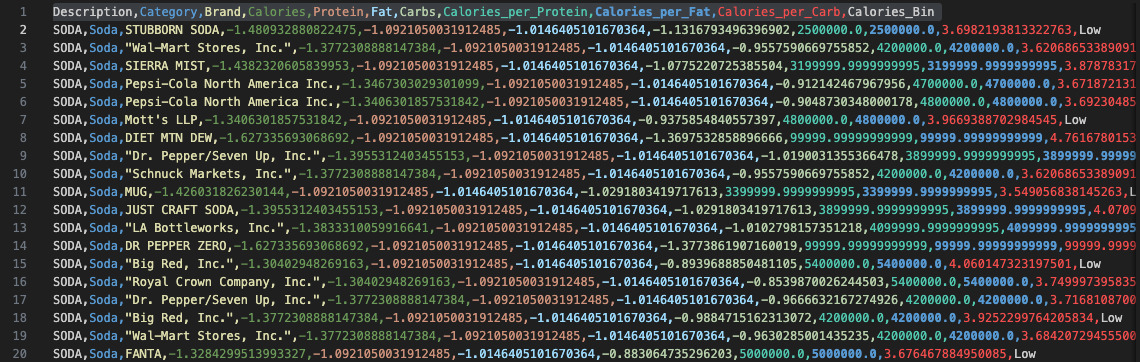 1 Description,Category,Brand,Calories,Protein,Fat,Carbs,Calories_per_Protein,Calories_per_Fat,Calories_per_Carb,Calories_Bin
2 SODA,Soda,STUBBORN SODA,-1.480932880822475,-1.0921050031912485,-1.0146405101670364,-1.1316793496396902,2500000.0,2500000.0,3.6982193813322763,Low
3 SODA,Soda,"Wal-Mart Stores, Inc.",-1.3772308888147384,-1.0921050031912485,-1.0146405101670364,-0.9557590669755852,4200000.0,4200000.0,3.62068653389091
4 SODA,Soda,SIERRA MIST,-1.4382320605839953,-1.0921050031912485,-1.0146405101670364,-1.0775220725385504,3199999.9999999995,3199999.9999999995,3.87878317
5 SODA,Soda,Pepsi-Cola North America Inc.,-1.3467303029301099,-1.0921050031912485,-1.0146405101670364,-0.912142467967956,4700000.0,4700000.0,3.671872131
6 SODA,Soda,Pepsi-Cola North America Inc.,-1.3406301857531842,-1.0921050031912485,-1.0146405101670364,-0.9048730348000178,4800000.0,4800000.0,3.69230485
7 SODA,Soda,Mott's LLP,-1.3406301857531842,-1.0921050031912485,-1.0146405101670364,-0.9375854840557397,4800000.0,4800000.0,3.9669388702984545,Low
8 SODA,Soda,DIET MTN DEW,-1.627335693068692,-1.0921050031912485,-1.0146405101670364,-1.3697532858896666,99999.99999999999,99999.99999999999,4.7616780153
9 SODA,Soda,"Dr. Pepper/Seven Up, Inc.",-1.3955312403455153,-1.0921050031912485,-1.0146405101670364,-1.0190031355366478,3899999.9999999995,3899999.9999
10 SODA,Soda,"Schnuck Markets, Inc.",-1.3772308888147384,-1.0921050031912485,-1.0146405101670364,-0.9557590669755852,4200000.0,4200000.0,3.62068653389091
11 SODA,Soda,MUG,-1.426031826230144,-1.0921050031912485,-1.0146405101670364,-1.0291803419717613,3399999.9999999995,3399999.9999999995,3.549056838145263,L
12 SODA,Soda,JUST CRAFT SODA,-1.3955312403455153,-1.0921050031912485,-1.0146405101670364,-1.0291803419717613,3899999.9999999995,3899999.9999999995,4.0709
13 SODA,Soda,"LA Bottleworks, Inc.",-1.3833310059916641,-1.0921050031912485,-1.0146405101670364,-1.0102798157351218,4099999.9999999995,4099999.9999999995
14 SODA,Soda,DR PEPPER ZERO,-1.627335693068692,-1.0921050031912485,-1.0146405101670364,-1.3773861907160019,99999.99999999999,99999.99999999999,99999.9999
15 SODA,Soda,"Big Red, Inc.",-1.30402948269163,-1.0921050031912485,-1.0146405101670364,-0.8939688850481105,5400000.0,5400000.0,4.060147323197501,Low
16 SODA,Soda,"Royal Crown Company, Inc.",-1.30402948269163,-1.0921050031912485,-1.0146405101670364,-0.8539870026244503,5400000.0,5400000.0,3.749997395835
17 SODA,Soda,"Dr. Pepper/Seven Up, Inc.",-1.3772308888147384,-1.0921050031912485,-1.0146405101670364,-0.9666632167274926,4200000.0,4200000.0,3.7168108700
18 SODA,Soda,"Big Red, Inc.",-1.3772308888147384,-1.0921050031912485,-1.0146405101670364,-0.9884715162313072,4200000.0,4200000.0,3.9252299764205834,Low
19 SODA,Soda,"Wal-Mart Stores, Inc.",-1.3772308888147384,-1.0921050031912485,-1.0146405101670364,-0.9630285001435235,4200000.0,4200000.0,3.68420729455500
20 SODA,Soda,FANTA,-1.3284299513993327,-1.0921050031912485,-1.0146405101670364,-0.883064735296203,5000000.0,5000000.0,3.676467884950085,Low